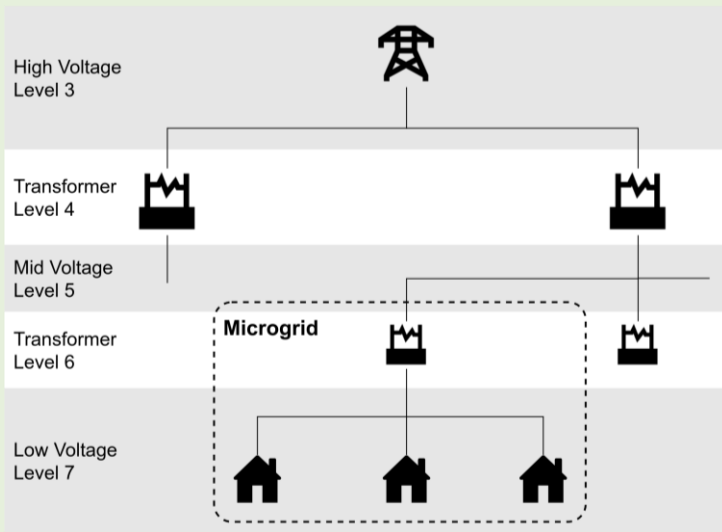 High Voltage
Level 3
Transformer
Level 4
Mid Voltage
Level 5
Microgrid
Transformer
Level 6
Low Voltage
Level 7